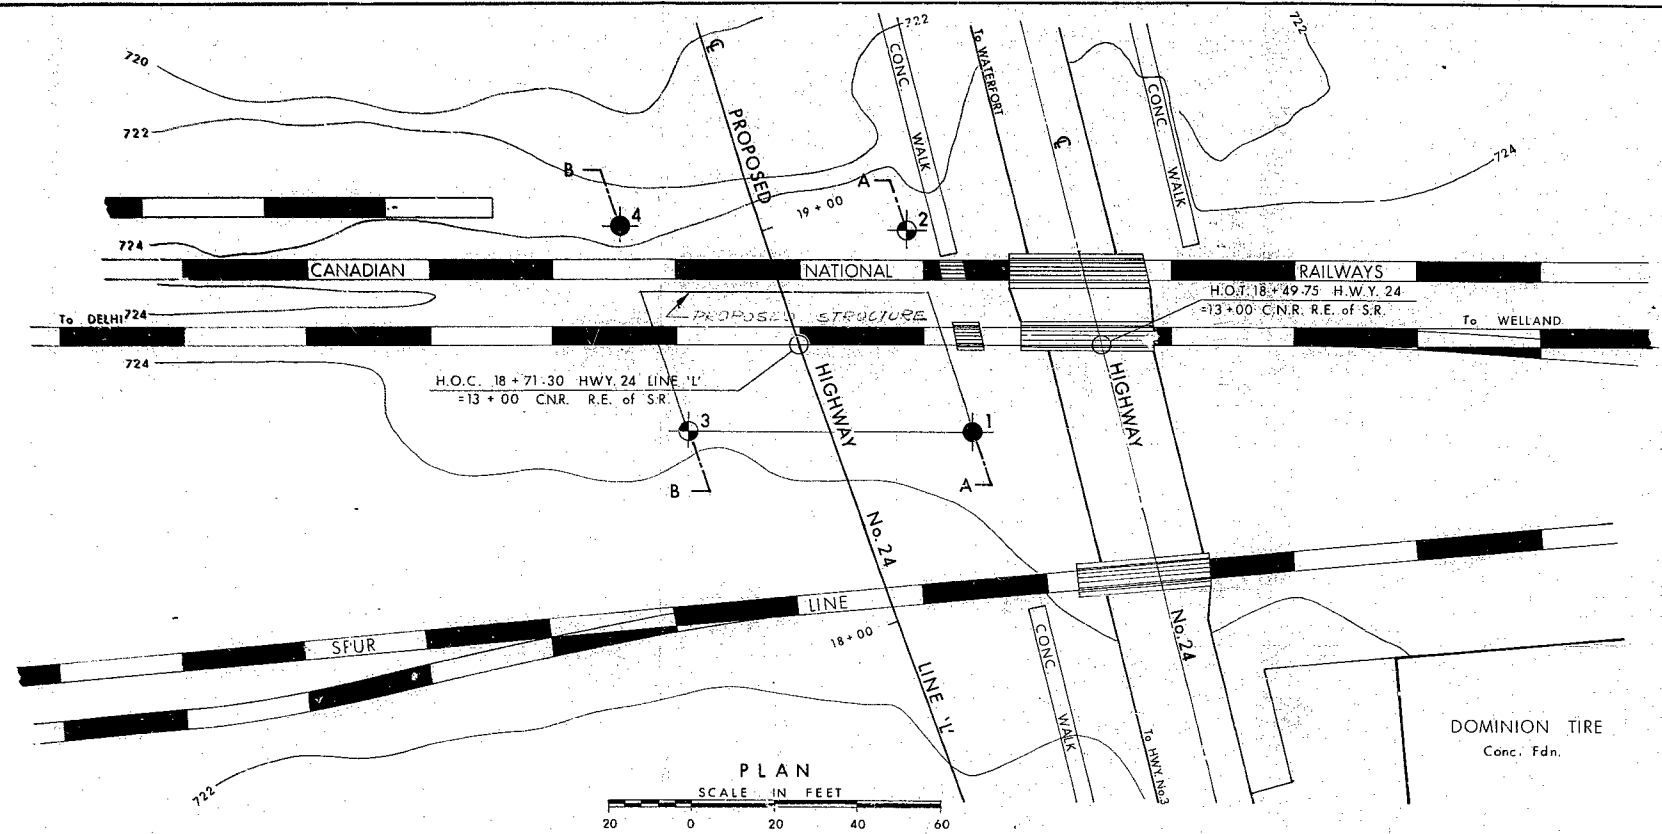 720
722
724
To DELHI 724
724
722
722
722
724
℄
PROPOSED
HIGHWAY
No. 24
LINE 'L'
19 + 00
18 + 00
CONC. WALK
To WATERFORT
℄
CONC. WALK
B
4
A
2
CANADIAN NATIONAL RAILWAYS
H.O.T. 18+49.75 H.W.Y. 24
=13+00 C.N.R. R.E. of S.R.
PROPOSED STRUCTURE
To WELLAND
H.O.C. 18+71.30 HWY. 24 LINE 'L'
=13+00 C.N.R. R.E. of S.R.
HIGHWAY
No. 24
3
1
B
A
SPUR LINE
CONC. WALK
To HWY. No.3
DOMINION TIRE
Conc. Fdn.
PLAN
SCALE IN FEET
20 0 20 40 60